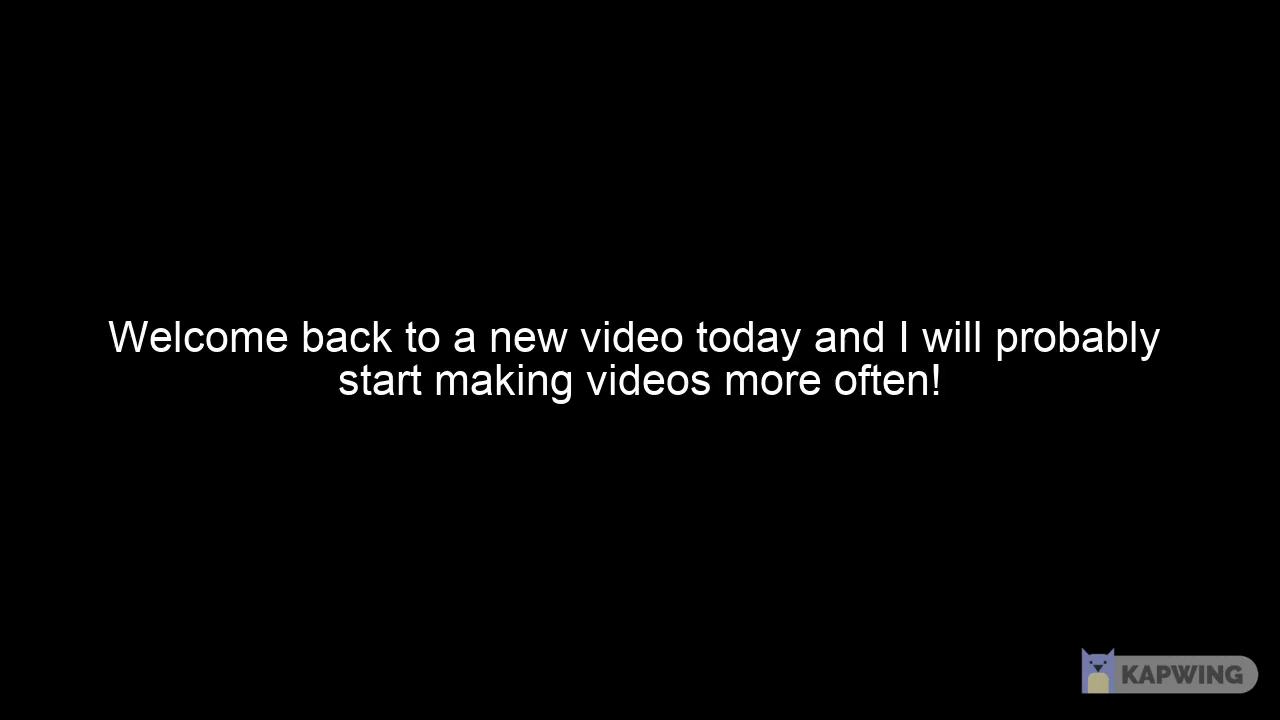 Welcome back to a new video today and I will probably
start making videos more often!
KAPWING